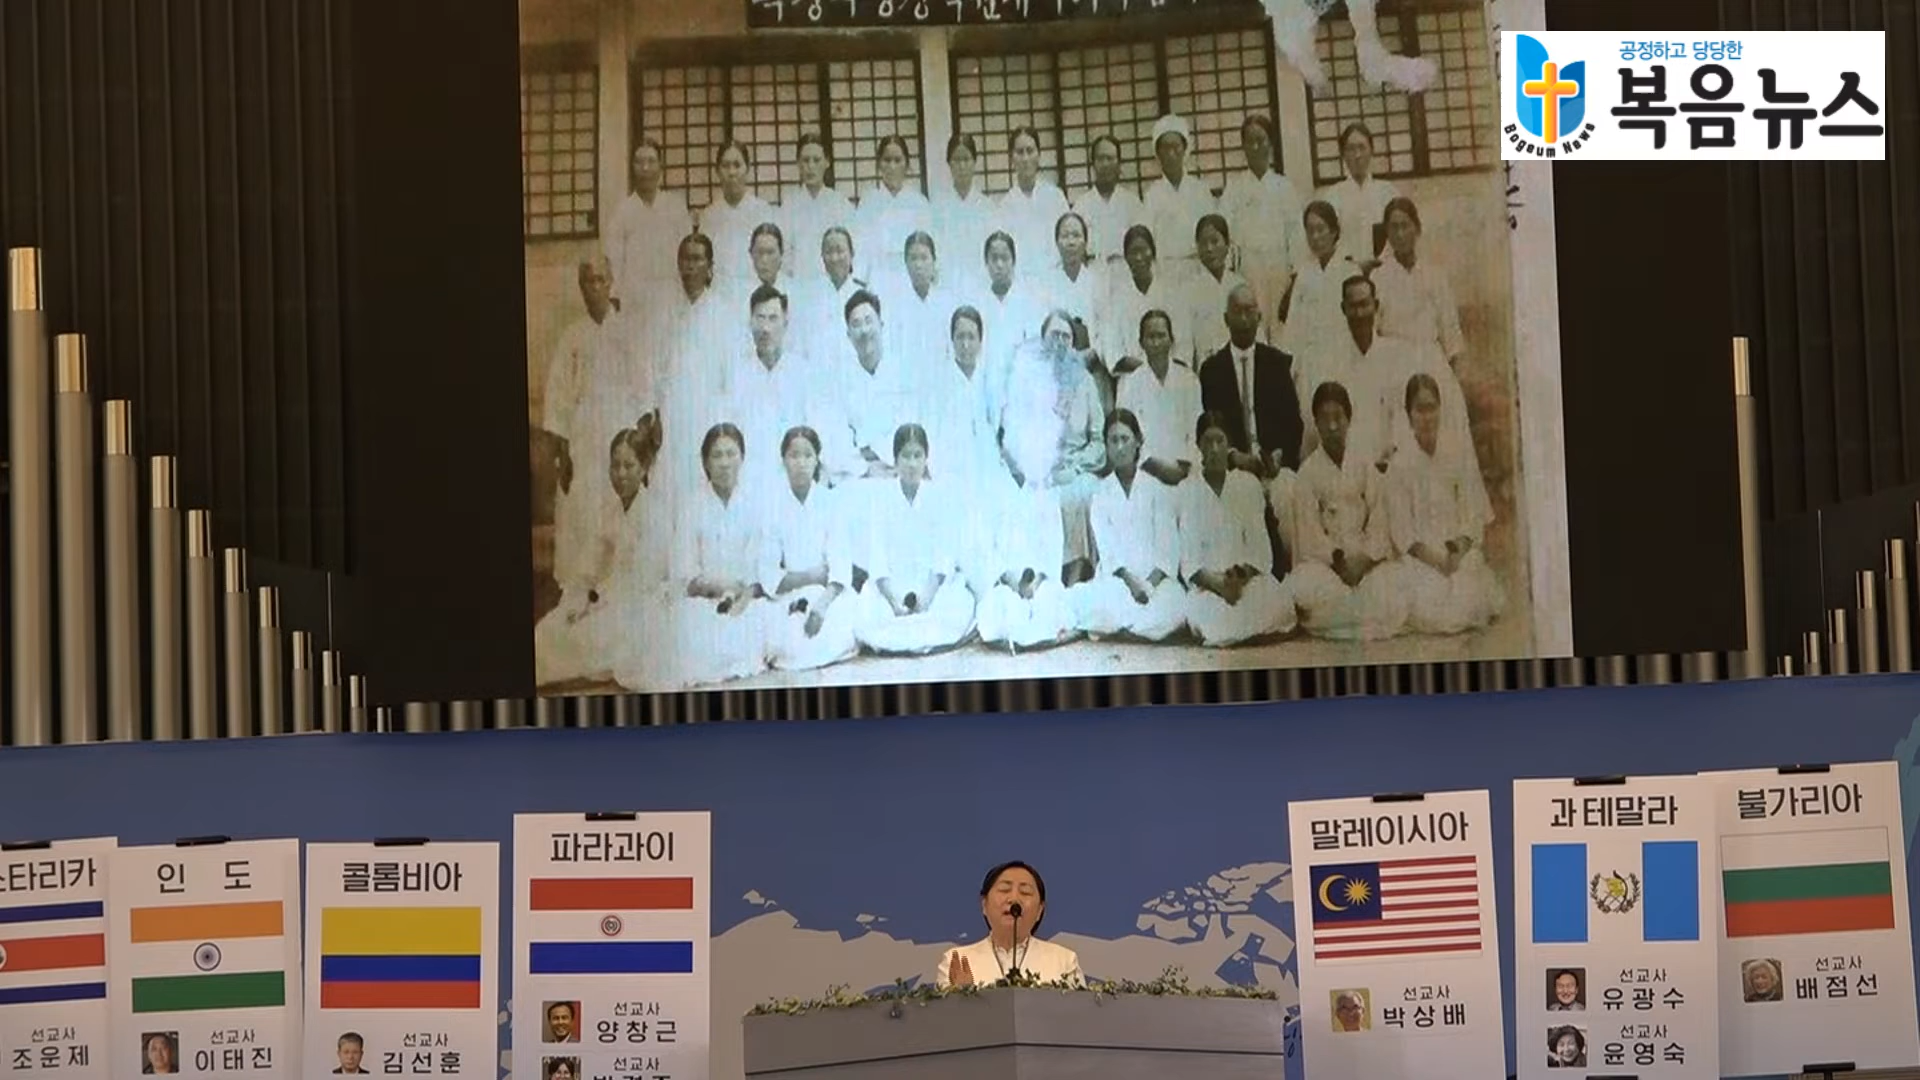 공정하고 당당한
복음뉴스
Bogeum News
스타리카
선교사
조운제
인 도
선교사
이태진
콜롬비아
선교사
김선훈
파라과이
선교사
양창근
선교사
말레이시아
선교사
박상배
과테말라
선교사
유광수
선교사
윤영숙
불가리아
선교사
배점선